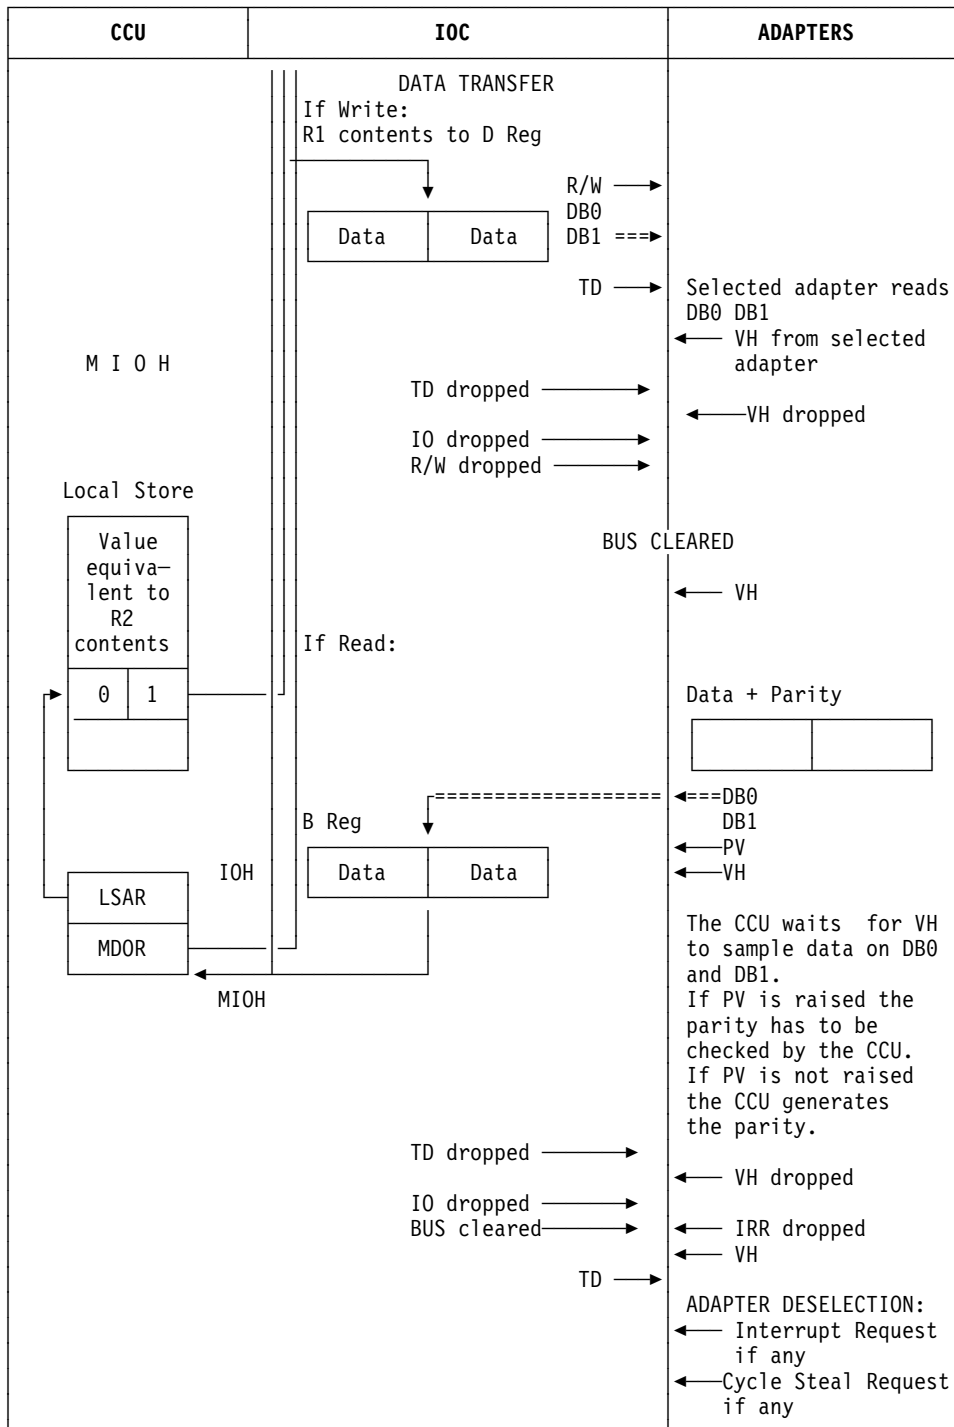 CCU IOC ADAPTERS
DATA TRANSFER
If Write:
R1 contents to D Reg
R/W
DB0
Data Data DB1 ===
TD Selected adapter reads
DB0 DB1
VH from selected
adapter
M I O H
TD dropped
VH dropped
IO dropped
R/W dropped
Local Store
Value
equiva—
lent to
R2
contents
BUS CLEARED
VH
If Read:
0 1
Data + Parity
===DB0
DB1
B Reg
PV
IOH Data Data VH
LSAR
MDOR
MIOH
The CCU waits for VH
to sample data on DB0
and DB1.
If PV is raised the
parity has to be
checked by the CCU.
If PV is not raised
the CCU generates
the parity.
TD dropped
VH dropped
IO dropped
BUS cleared IRR dropped
VH
TD
ADAPTER DESELECTION:
Interrupt Request
if any
Cycle Steal Request
if any